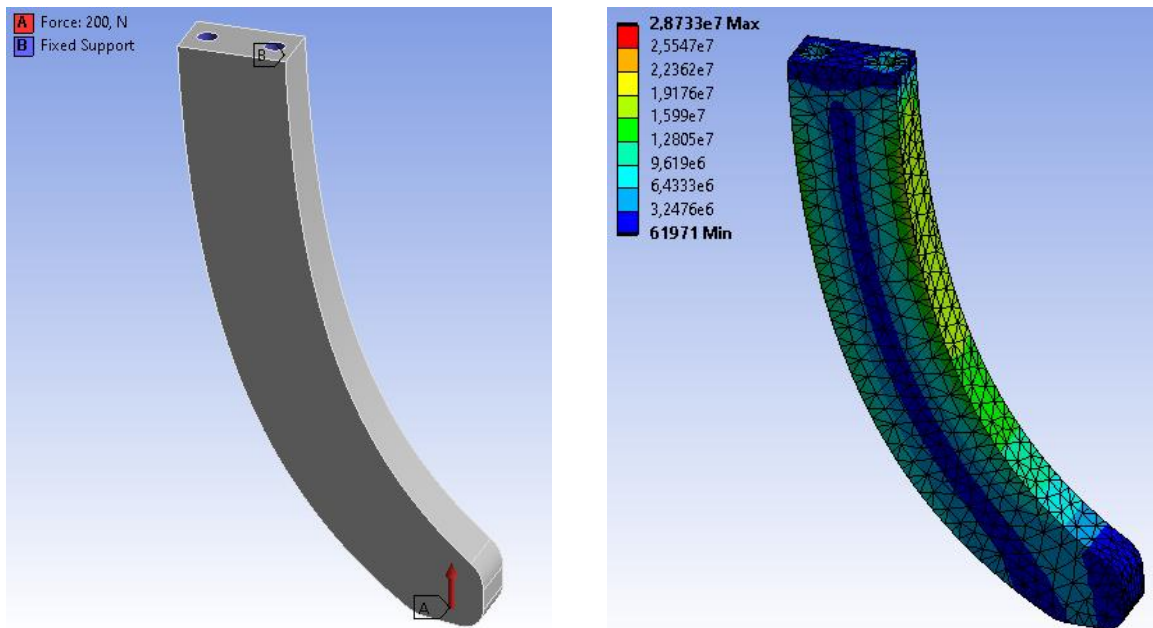 A Force: 200, N
B Fixed Support
B
A
2,8733e7 Max
2,5547e7
2,2362e7
1,9176e7
1,599e7
1,2805e7
9,619e6
6,4333e6
3,2476e6
61971 Min